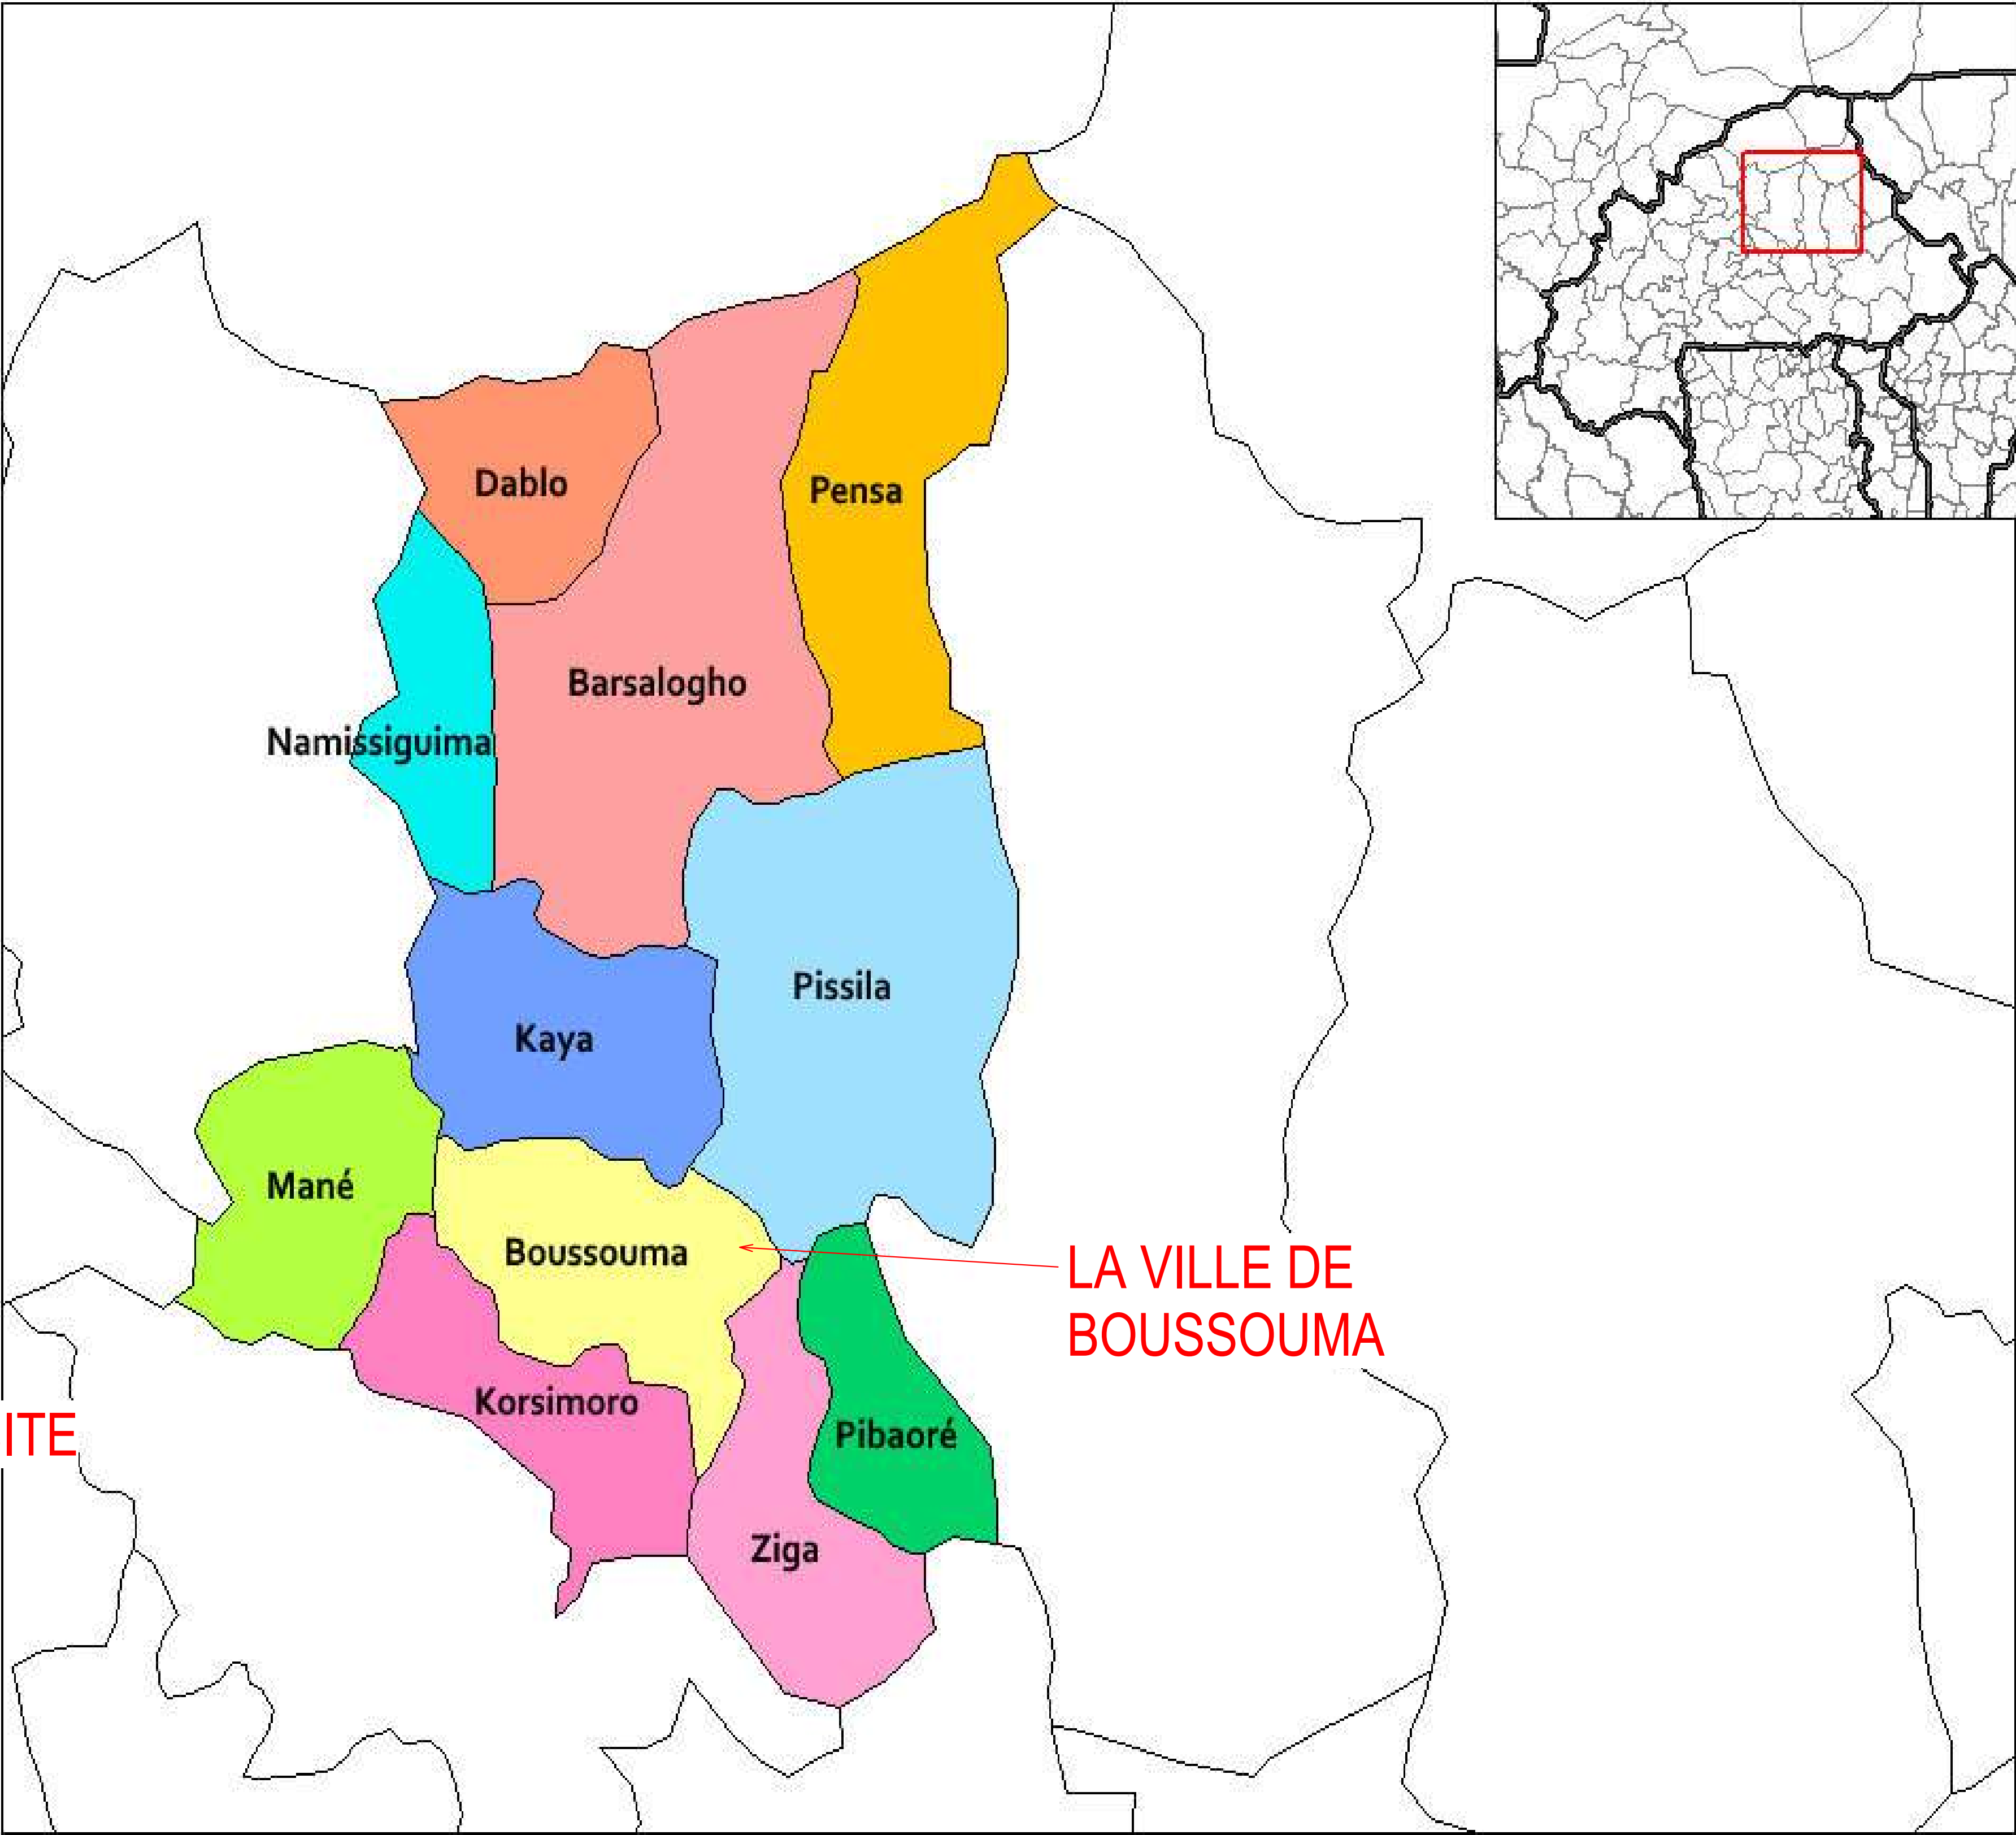 Dablo
Pensa
Barsalogho
Namissiguima
Pissila
Kaya
Mané
Boussouma
LA VILLE DE
BOUSSOUMA
Korsimoro
ITE
Pibaoré
Ziga